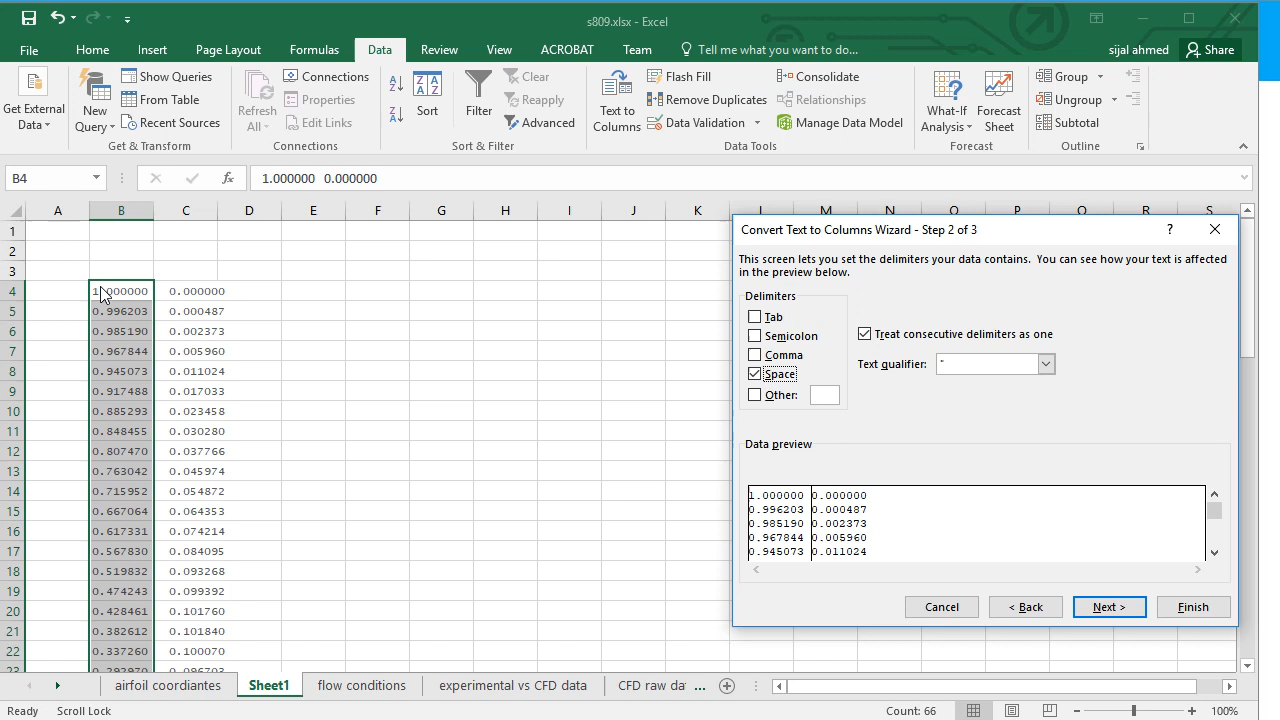 s809.xlsx - Excel
File Home Insert Page Layout Formulas Data Review View ACROBAT Team Tell me what you want to do... sijal ahmed Share
Get External Data
New Query
Show Queries
From Table
Recent Sources
Get & Transform
Refresh All
Connections
Properties
Edit Links
Connections
Sort
Filter
Clear
Reapply
Advanced
Sort & Filter
Text to Columns
Flash Fill
Remove Duplicates
Data Validation
Consolidate
Relationships
Manage Data Model
Data Tools
What-If Analysis
Forecast Sheet
Forecast
Group
Ungroup
Subtotal
Outline
B4 fx 1.000000 0.000000
A B C D E F G H I J K L M N O P Q R S
1
2
3
4 1.000000 0.000000
5 0.996203 0.000487
6 0.985190 0.002373
7 0.967844 0.005960
8 0.945073 0.011024
9 0.917488 0.017033
10 0.885293 0.023458
11 0.848455 0.030280
12 0.807470 0.037766
13 0.763042 0.045974
14 0.715952 0.054872
15 0.667064 0.064353
16 0.617331 0.074214
17 0.567830 0.084095
18 0.519832 0.093268
19 0.474243 0.099392
20 0.428461 0.101760
21 0.382612 0.101840
22 0.337260 0.100070
23 0.292970 0.096703
Convert Text to Columns Wizard - Step 2 of 3 ?
This screen lets you set the delimiters your data contains. You can see how your text is affected
in the preview below.
Delimiters
Tab
Semicolon
Comma
Space
Other:
Treat consecutive delimiters as one
Text qualifier: "
Data preview
1.000000 0.000000
0.996203 0.000487
0.985190 0.002373
0.967844 0.005960
0.945073 0.011024
Cancel < Back Next > Finish
airfoil coordiantes Sheet1 flow conditions experimental vs CFD data CFD raw da ...
Ready Scroll Lock Count: 66 100%